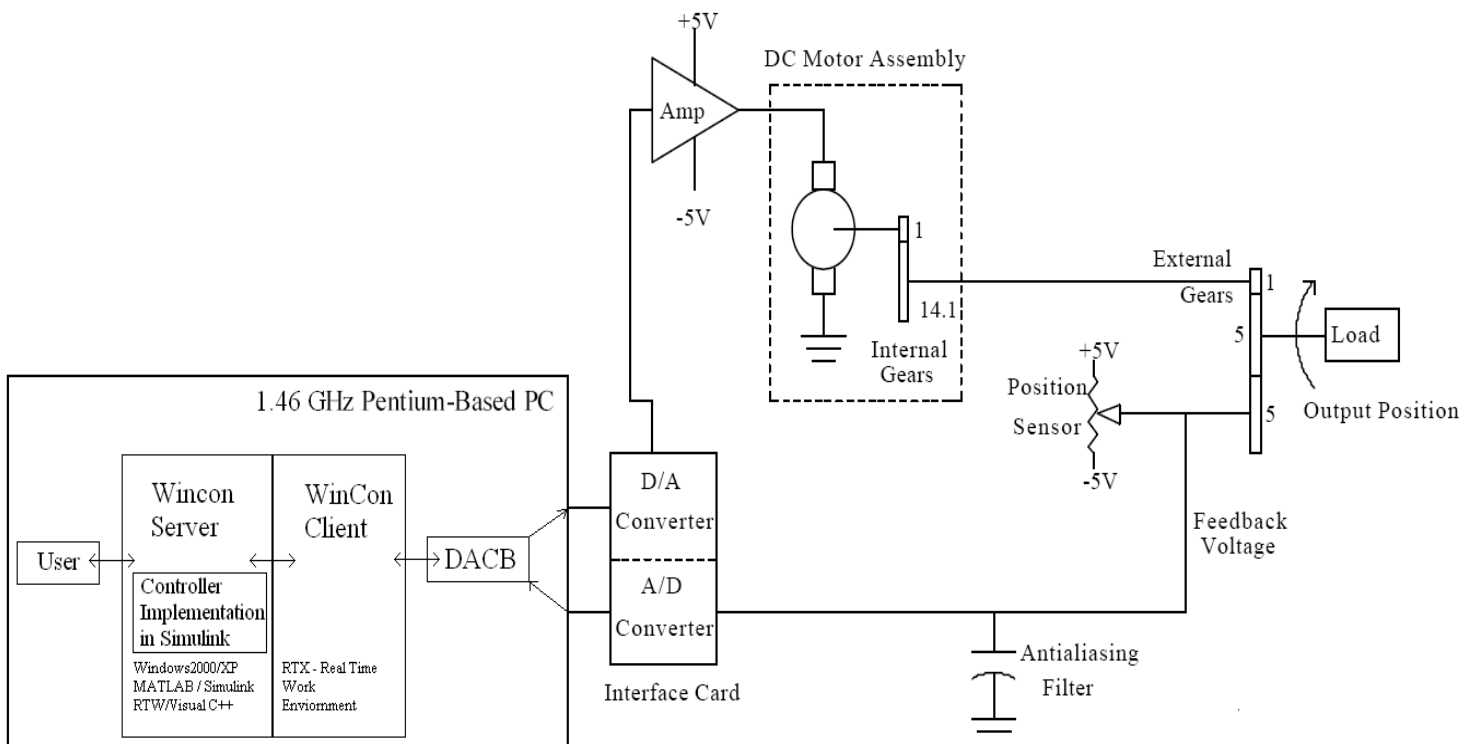 +5V
Amp
-5V
DC Motor Assembly
1
14.1
Internal
Gears
External
Gears
1
5
5
Load
Output Position
+5V
Position
Sensor
-5V
Feedback
Voltage
1.46 GHz Pentium-Based PC
User
Wincon
Server
Controller
Implementation
in Simulink
Windows2000/XP
MATLAB / Simulink
RTW/Visual C++
WinCon
Client
RTX - Real Time
Work
Enviornment
DACB
D/A
Converter
A/D
Converter
Interface Card
Antialiasing
Filter